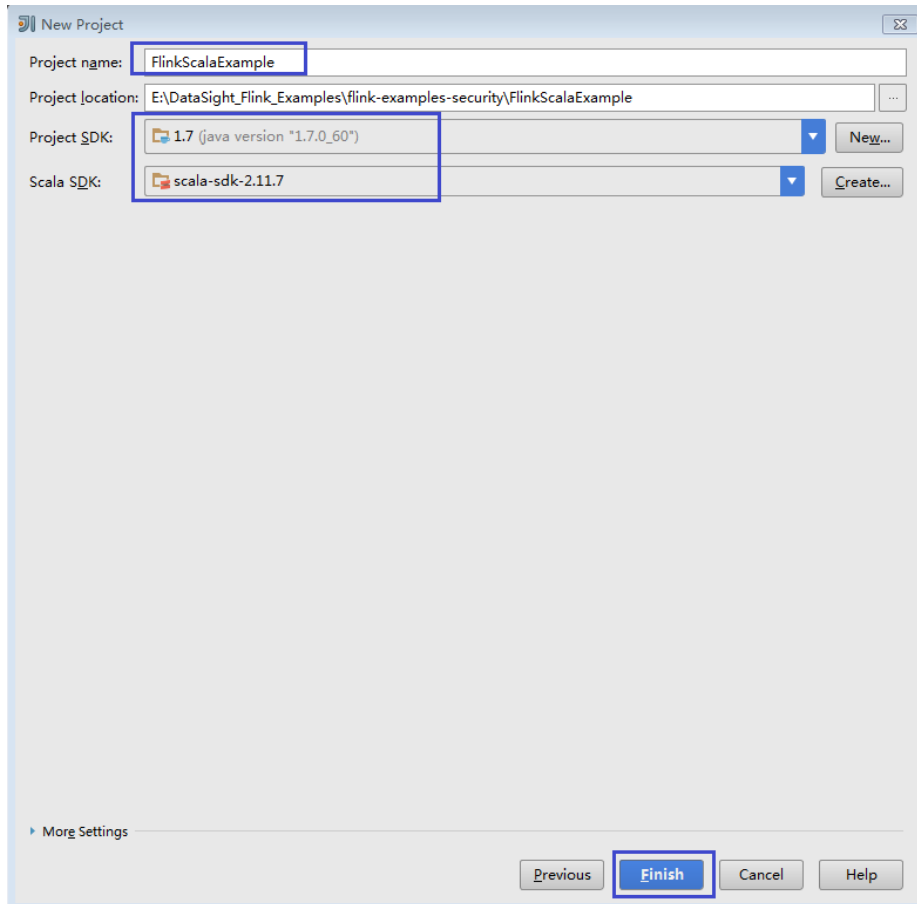 New Project
Project name: FlinkScalaExample
Project location: E:\DataSight_Flink_Examples\flink-examples-security\FlinkScalaExample ...
Project SDK: 1.7 (java version "1.7.0_60") New...
Scala SDK: scala-sdk-2.11.7 Create...
More Settings
Previous Finish Cancel Help